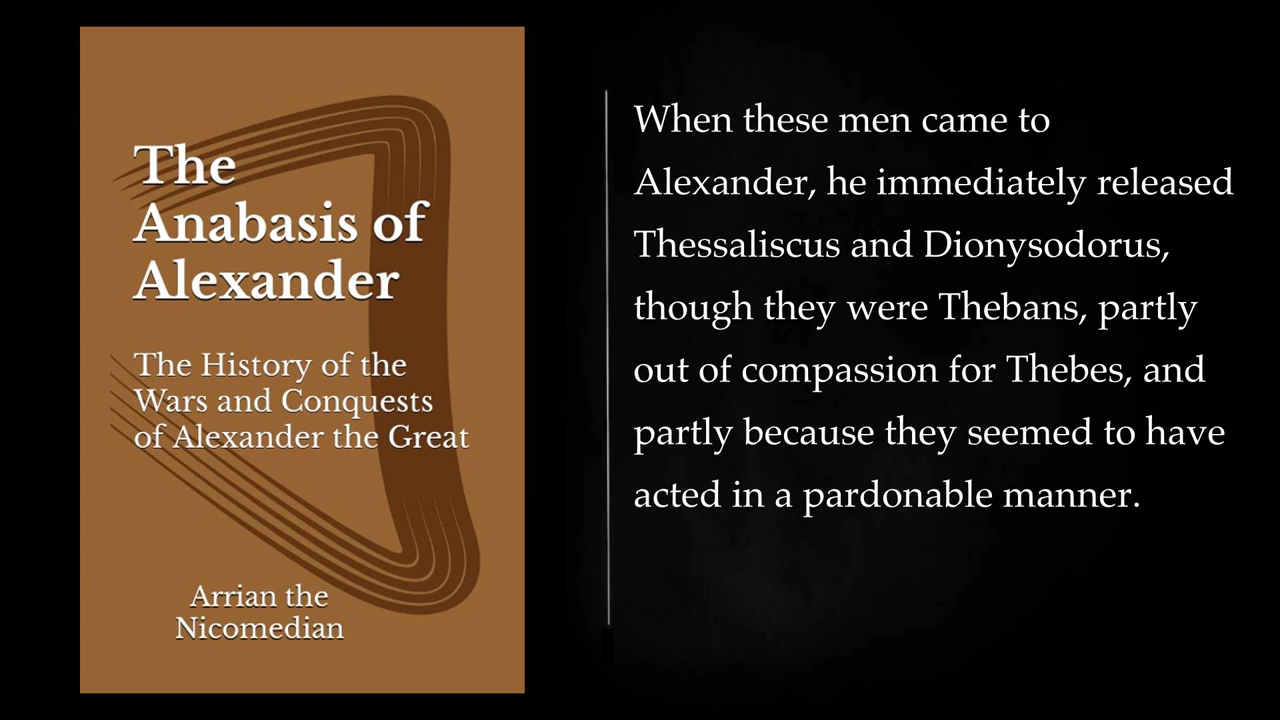 The
Anabasis of
Alexander
The History of the
Wars and Conquests
of Alexander the Great
Arrian the
Nicomedian
When these men came to
Alexander, he immediately released
Thessaliscus and Dionysodorus,
though they were Thebans, partly
out of compassion for Thebes, and
partly because they seemed to have
acted in a pardonable manner.